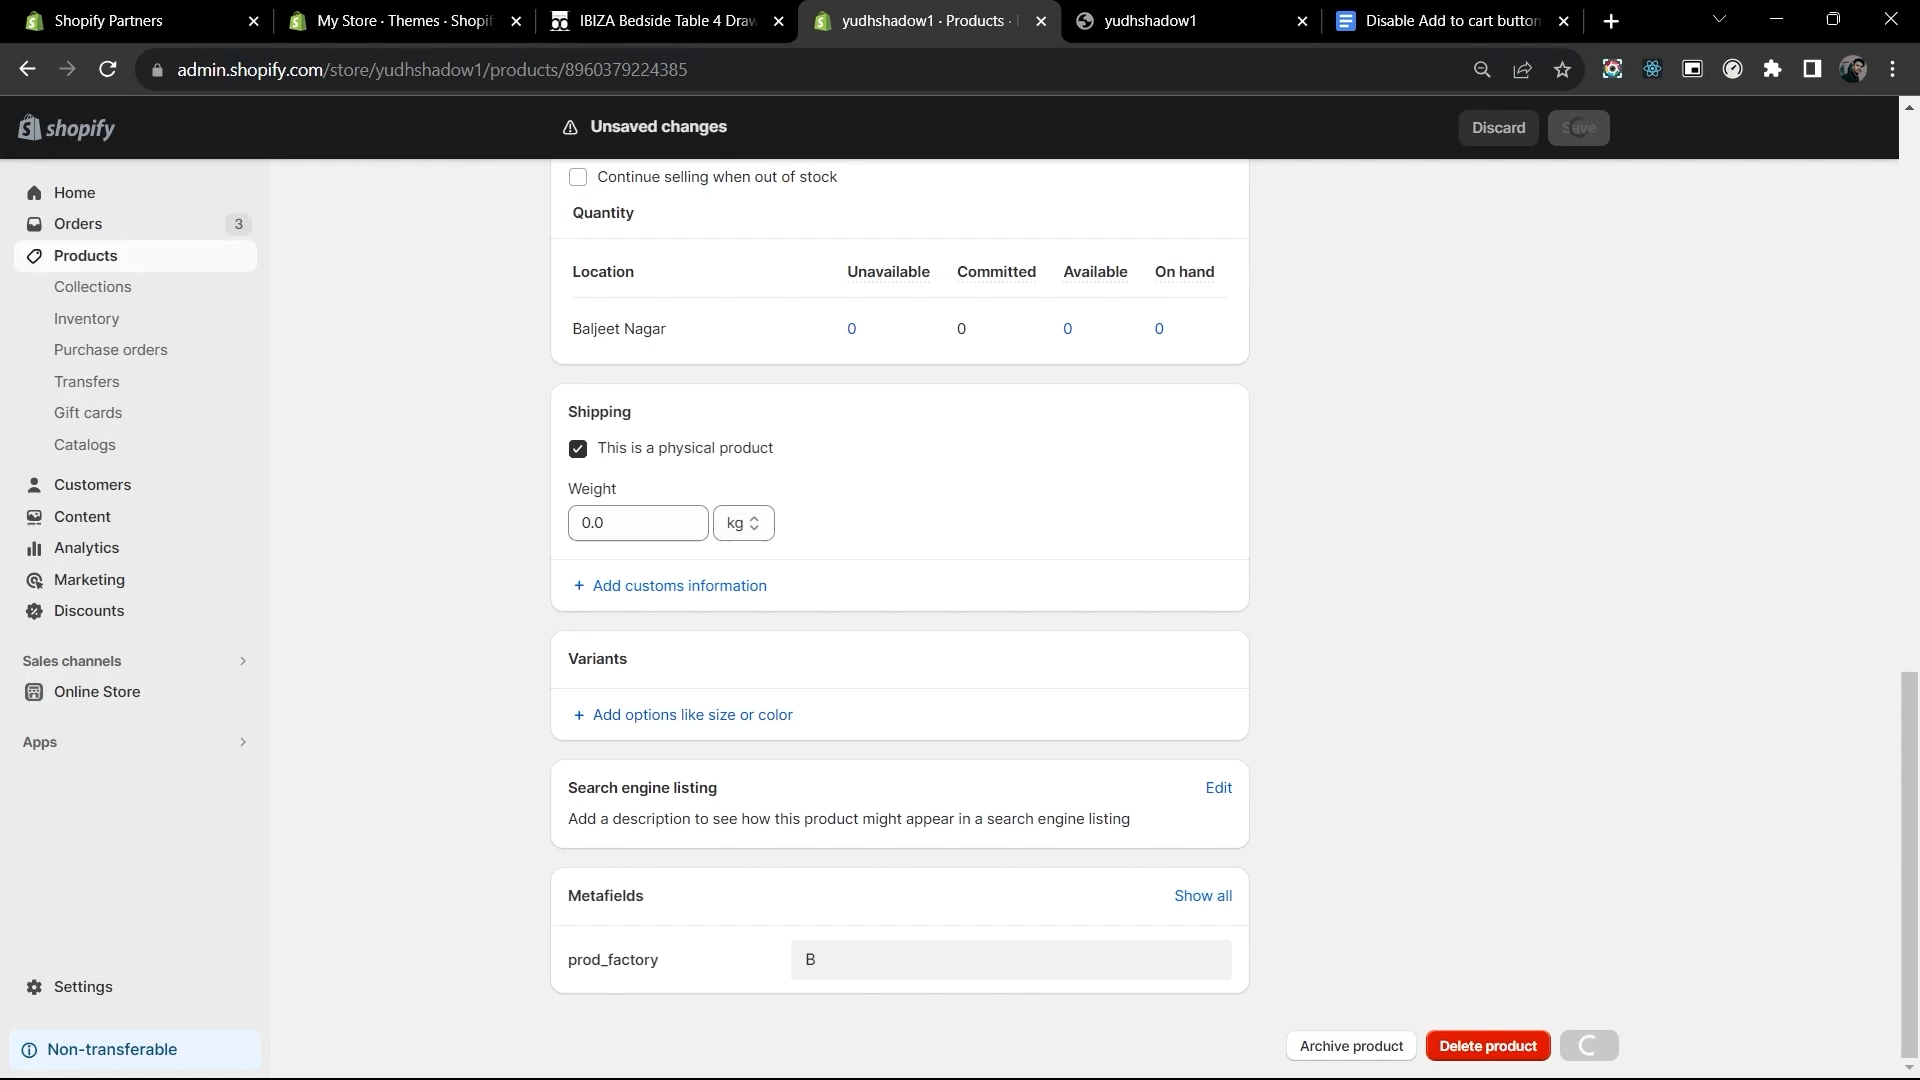 Shopify Partners
My Store · Themes · Shopif
IBIZA Bedside Table 4 Draw
yudhshadow1 · Products ·
yudhshadow1
Disable Add to cart button
admin.shopify.com/store/yudhshadow1/products/8960379224385
shopify
Unsaved changes
Discard
Save
Home
Orders
3
Products
Collections
Inventory
Purchase orders
Transfers
Gift cards
Catalogs
Customers
Content
Analytics
Marketing
Discounts
Sales channels
Online Store
Apps
Settings
Non-transferable
Continue selling when out of stock
Quantity
Location Unavailable Committed Available On hand
Baljeet Nagar 0 0 0 0
Shipping
This is a physical product
Weight
0.0 kg
+ Add customs information
Variants
+ Add options like size or color
Search engine listing Edit
Add a description to see how this product might appear in a search engine listing
Metafields Show all
prod_factory B
Archive product Delete product